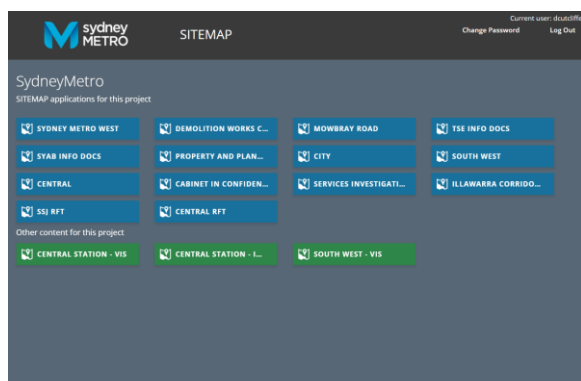 Current user: dcutcliffe
sydney
METRO
SITEMAP
Change Password
Log Out
SydneyMetro
SITEMAP applications for this project
SYDNEY METRO WEST
DEMOLITION WORKS C...
MOWBRAY ROAD
TSE INFO DOCS
SYAB INFO DOCS
PROPERTY AND PLAN...
CITY
SOUTH WEST
CENTRAL
CABINET IN CONFIDEN...
SERVICES INVESTIGATI...
ILLAWARRA CORRIDO...
SSJ RFT
CENTRAL RFT
Other content for this project
CENTRAL STATION - VIS
CENTRAL STATION - I...
SOUTH WEST - VIS